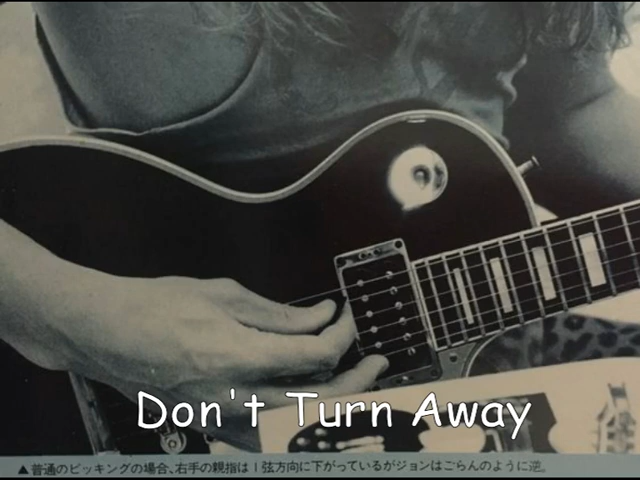 Don't Turn Away
▲普通のピッキングの場合、右手の親指は1弦方向に下がっているがジョンはごらんのように逆。